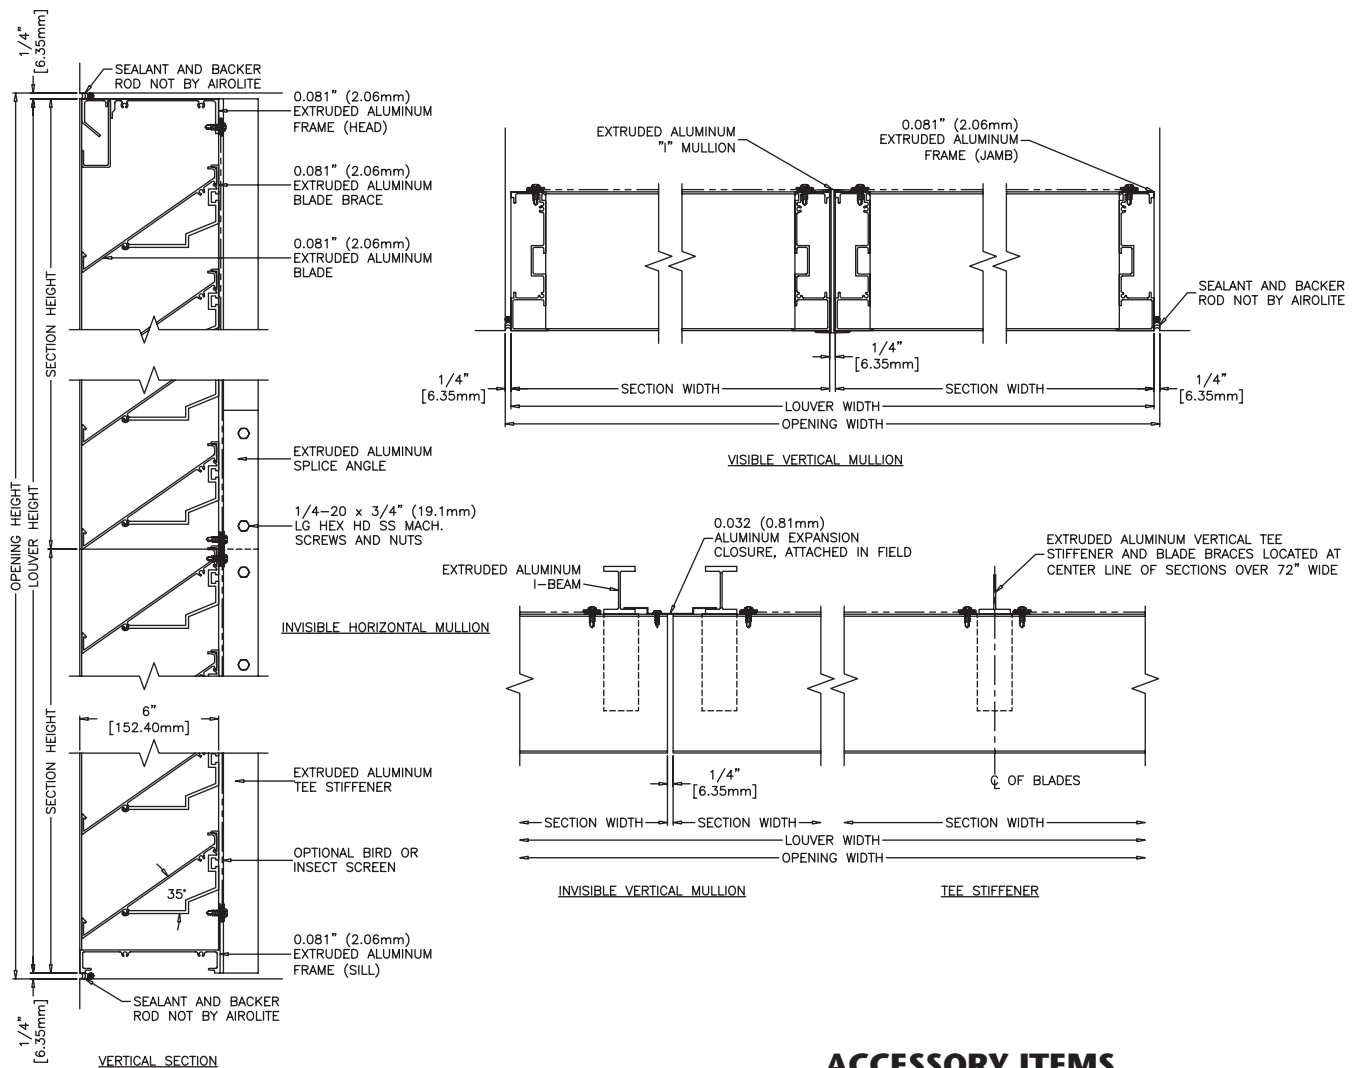 1/4"
[6.35mm]
SEALANT AND BACKER
ROD NOT BY AIROLITE
0.081" (2.06mm)
EXTRUDED ALUMINUM
FRAME (HEAD)
0.081" (2.06mm)
EXTRUDED ALUMINUM
BLADE BRACE
0.081" (2.06mm)
EXTRUDED ALUMINUM
BLADE
SECTION HEIGHT
OPENING HEIGHT
LOUVER HEIGHT
EXTRUDED ALUMINUM
SPLICE ANGLE
1/4-20 x 3/4" (19.1mm)
LG HEX HD SS MACH.
SCREWS AND NUTS
INVISIBLE HORIZONTAL MULLION
SECTION HEIGHT
6"
[152.40mm]
EXTRUDED ALUMINUM
TEE STIFFENER
OPTIONAL BIRD OR
INSECT SCREEN
35°
0.081" (2.06mm)
EXTRUDED ALUMINUM
FRAME (SILL)
SEALANT AND BACKER
ROD NOT BY AIROLITE
1/4"
[6.35mm]
VERTICAL SECTION
EXTRUDED ALUMINUM
"I" MULLION
0.081" (2.06mm)
EXTRUDED ALUMINUM
FRAME (JAMB)
SEALANT AND BACKER
ROD NOT BY AIROLITE
1/4"
[6.35mm]
1/4"
[6.35mm]
1/4"
[6.35mm]
SECTION WIDTH
SECTION WIDTH
LOUVER WIDTH
OPENING WIDTH
VISIBLE VERTICAL MULLION
0.032 (0.81mm)
ALUMINUM EXPANSION
CLOSURE, ATTACHED IN FIELD
EXTRUDED ALUMINUM
I-BEAM
EXTRUDED ALUMINUM VERTICAL TEE
STIFFENER AND BLADE BRACES LOCATED AT
CENTER LINE OF SECTIONS OVER 72" WIDE
1/4"
[6.35mm]
℄ OF BLADES
SECTION WIDTH
SECTION WIDTH
SECTION WIDTH
LOUVER WIDTH
OPENING WIDTH
INVISIBLE VERTICAL MULLION
TEE STIFFENER
ACCESSORY ITEMS